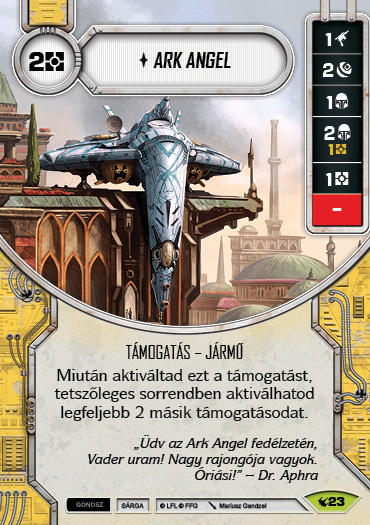 2
ARK ANGEL
1
2
1
2
1
1
–
TÁMOGATÁS – JÁRMŰ
Miután aktiváltad ezt a támogatást,
tetszőleges sorrendben aktiválhatod
legfeljebb 2 másik támogatásodat.
„Üdv az Ark Angel fedélzetén,
Vader uram! Nagy rajongója vagyok.
Óriási!” – Dr. Aphra
GONOSZ SÁRGA © LFL © FFG Mariusz Gandzel 23